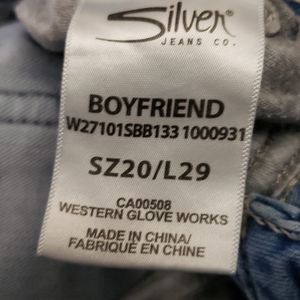 Silver
JEANS CO.
BOYFRIEND
W27101SBB133 1000931
SZ20/L29
CA00508
WESTERN GLOVE WORKS
MADE IN CHINA/
FABRIQUÉ EN CHINE